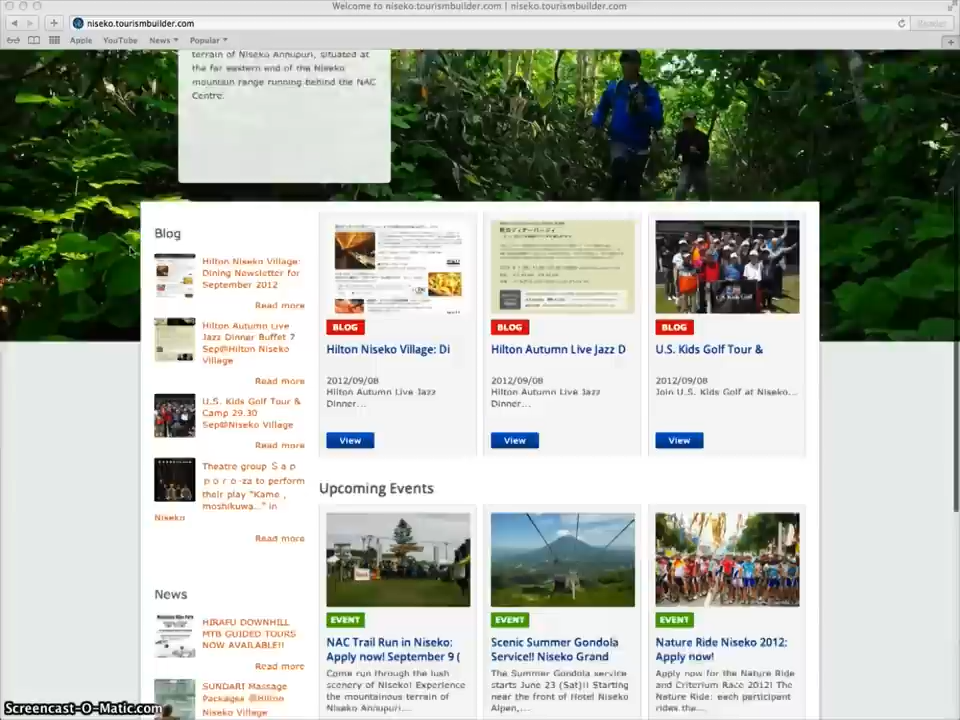 Welcome to niseko.tourismbuilder.com | niseko.tourismbuilder.com
niseko.tourismbuilder.com
Reader
Apple YouTube News Popular
terrain of Niseko Annupuri, situated at
the far eastern end of the Niseko
mountain range running behind the NAC
Centre.
Blog
Hilton Niseko Village:
Dining Newsletter for
September 2012
Read more
Hilton Autumn Live
Jazz Dinner Buffet 7
Sep@Hilton Niseko
Village
Read more
U.S. Kids Golf Tour &
Camp 29.30
Sep@Niseko Village
Read more
Theatre group Ｓａｐ
ｐｏｒｏ-za to perform
their play "Kame ,
moshikuwa..." in
Niseko
Read more
News
HIRAFU DOWNHILL
MTB GUIDED TOURS
NOW AVAILABLE!!
Read more
SUNDARI Massage
Packages @Hilton
Niseko Village
BLOG
Hilton Niseko Village: Di
2012/09/08
Hilton Autumn Live Jazz
Dinner...
View
BLOG
Hilton Autumn Live Jazz D
2012/09/08
Hilton Autumn Live Jazz
Dinner...
View
BLOG
U.S. Kids Golf Tour &
2012/09/08
Join U.S. Kids Golf at Niseko...
View
Upcoming Events
EVENT
NAC Trail Run in Niseko:
Apply now! September 9 (
Come run through the lush
scenery of Niseko! Experience
the mountainous terrain of
Niseko Annupuri,...
EVENT
Scenic Summer Gondola
Service!! Niseko Grand
The Summer Gondola service
starts June 23 (Sat)!! Starting
near the front of Hotel Niseko
Alpen,...
EVENT
Nature Ride Niseko 2012:
Apply now!
Apply now for the Nature Ride
and Criterium Race 2012! The
Nature Ride: each participant
rides the...
Screencast-O-Matic.com